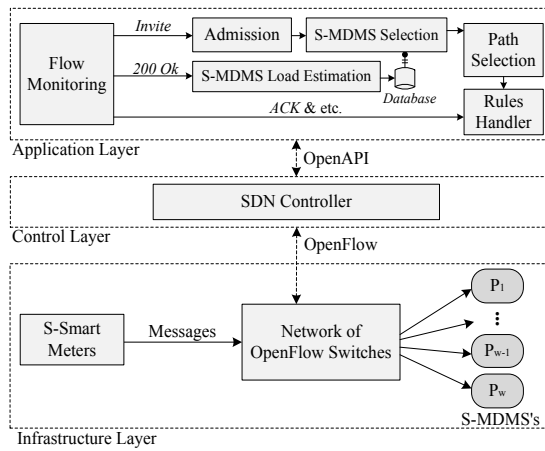 Flow
Monitoring
Invite
Admission
S-MDMS Selection
Path
Selection
200 Ok
S-MDMS Load Estimation
Database
ACK & etc.
Rules
Handler
Application Layer
OpenAPI
SDN Controller
Control Layer
OpenFlow
S-Smart
Meters
Messages
Network of
OpenFlow Switches
P1
...
Pw-1
Pw
S-MDMS's
Infrastructure Layer